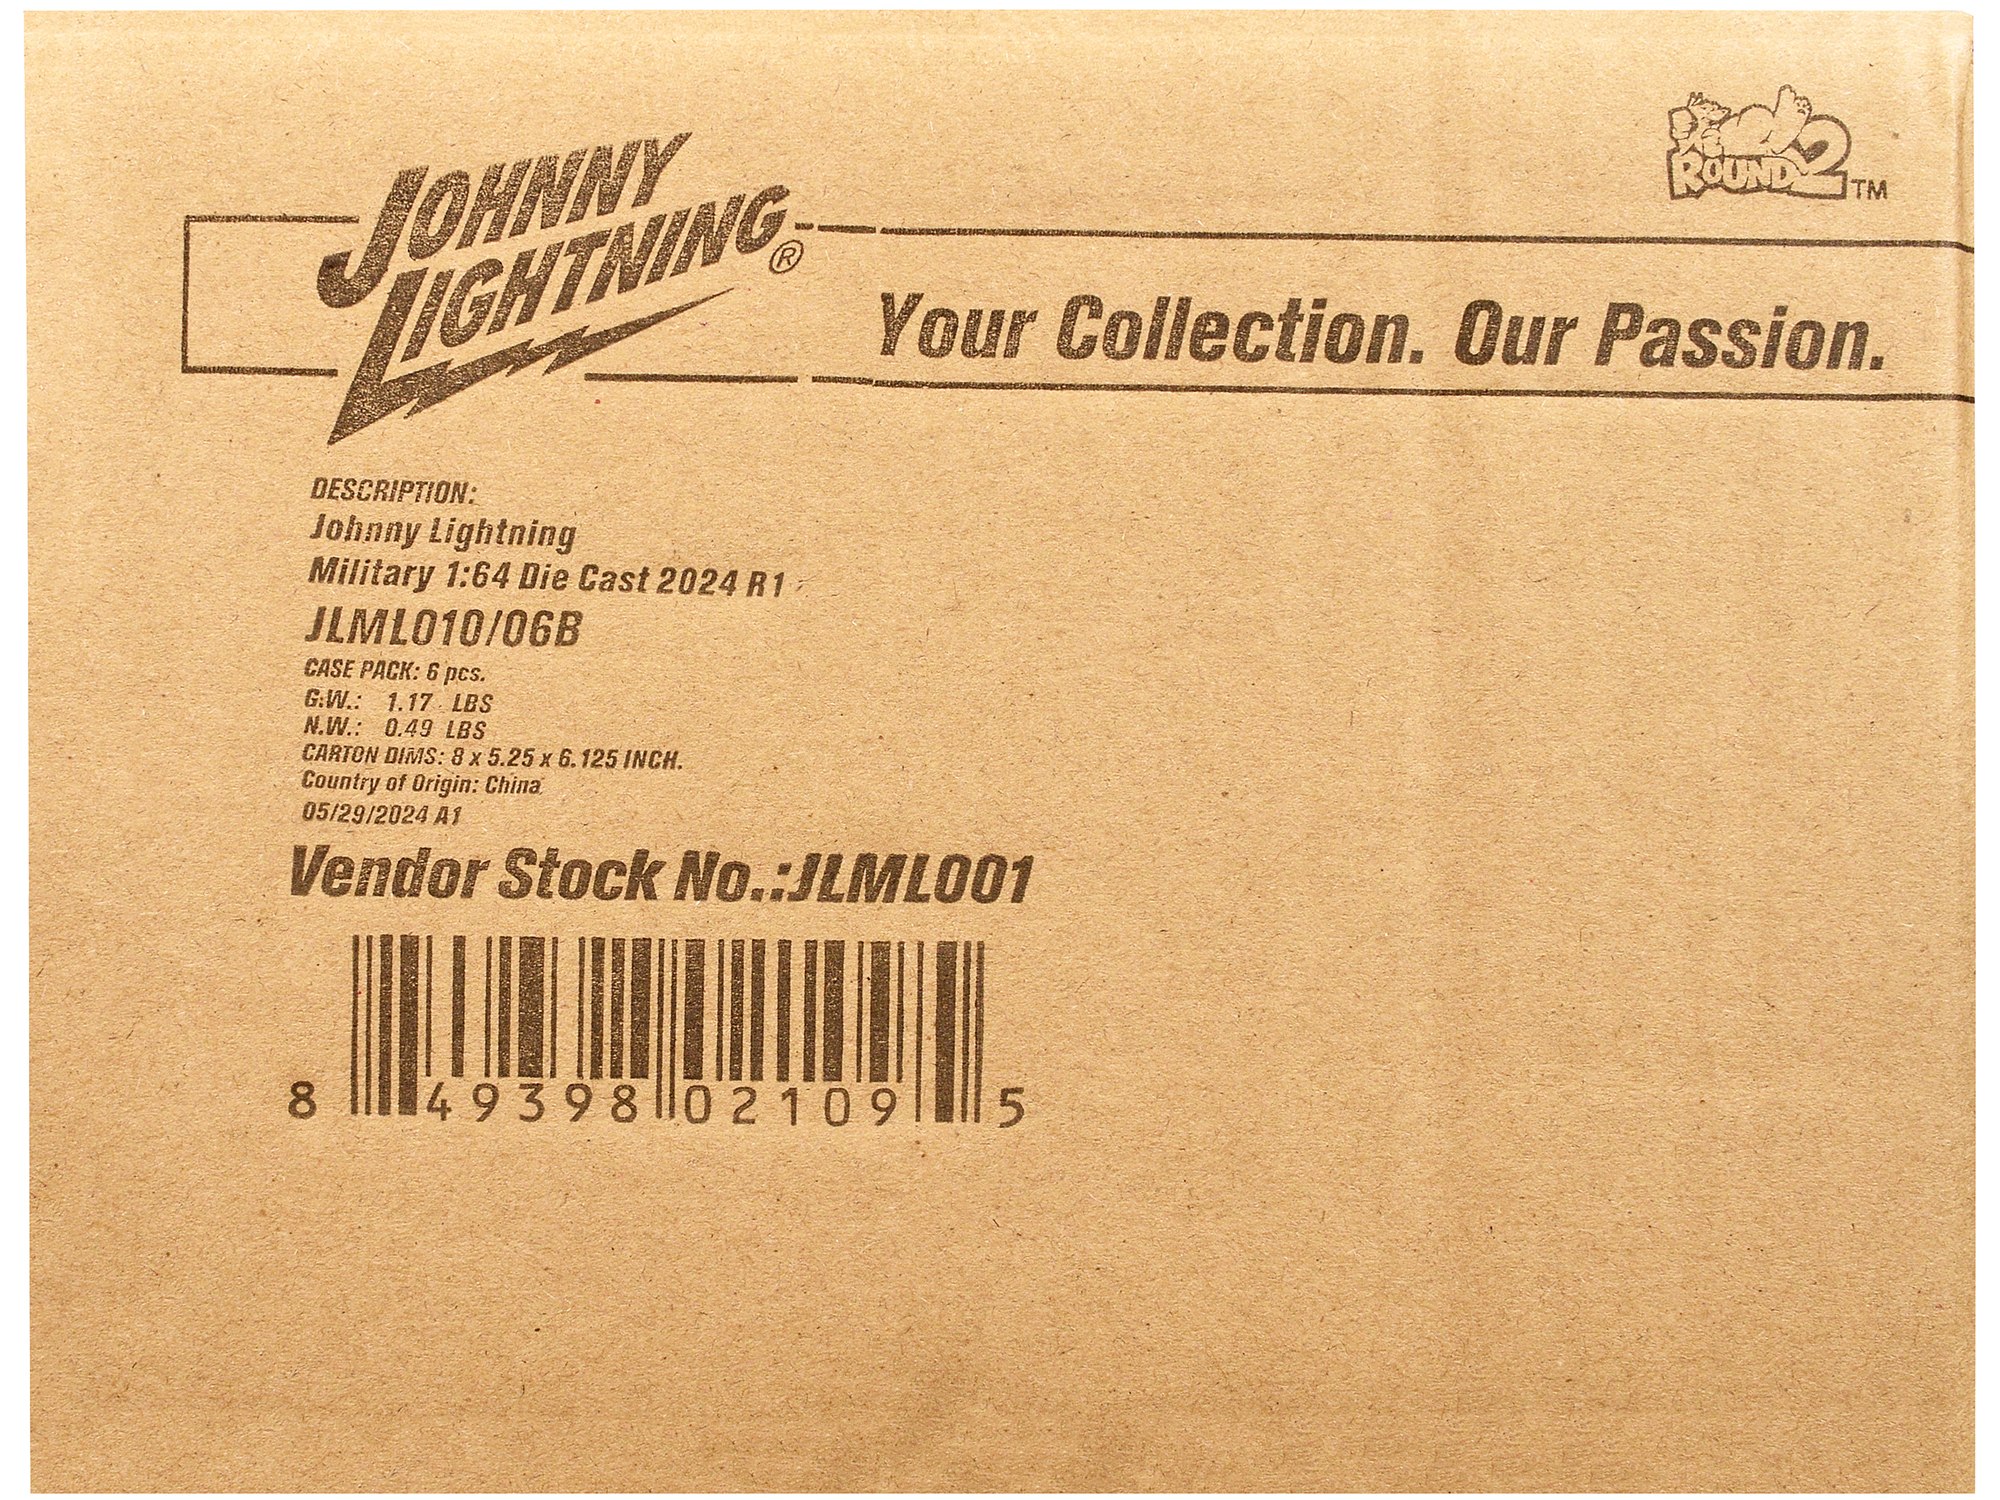 ROUND 2 TM
JOHNNY
LIGHTNING ®
Your Collection. Our Passion.
DESCRIPTION:
Johnny Lightning
Military 1:64 Die Cast 2024 R1
JLML010/06B
CASE PACK: 6 pcs.
G.W.: 1.17 LBS
N.W.: 0.49 LBS
CARTON DIMS: 8 x 5.25 x 6.125 INCH.
Country of Origin: China
05/29/2024 A1
Vendor Stock No.:JLML001
8 49398 02109 5